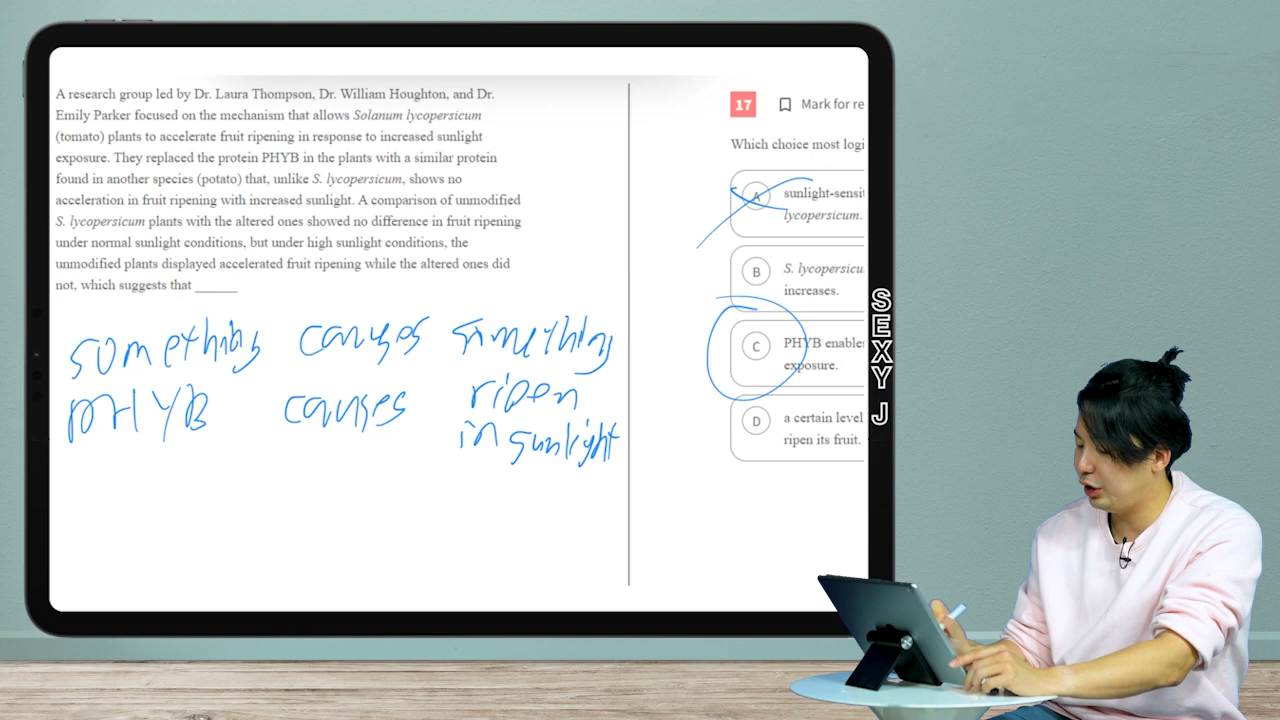 A research group led by Dr. Laura Thompson, Dr. William Houghton, and Dr.
Emily Parker focused on the mechanism that allows Solanum lycopersicum
(tomato) plants to accelerate fruit ripening in response to increased sunlight
exposure. They replaced the protein PHYB in the plants with a similar protein
found in another species (potato) that, unlike S. lycopersicum, shows no
acceleration in fruit ripening with increased sunlight. A comparison of unmodified
S. lycopersicum plants with the altered ones showed no difference in fruit ripening
under normal sunlight conditions, but under high sunlight conditions, the
unmodified plants displayed accelerated fruit ripening while the altered ones did
not, which suggests that ______
something causes something
PHYB causes ripen
in sunlight
17 Mark for re
Which choice most logi
A sunlight-sensit
lycopersicum.
B S. lycopersicu
increases.
C PHYB enable
exposure.
D a certain level
ripen its fruit.
SEXY J